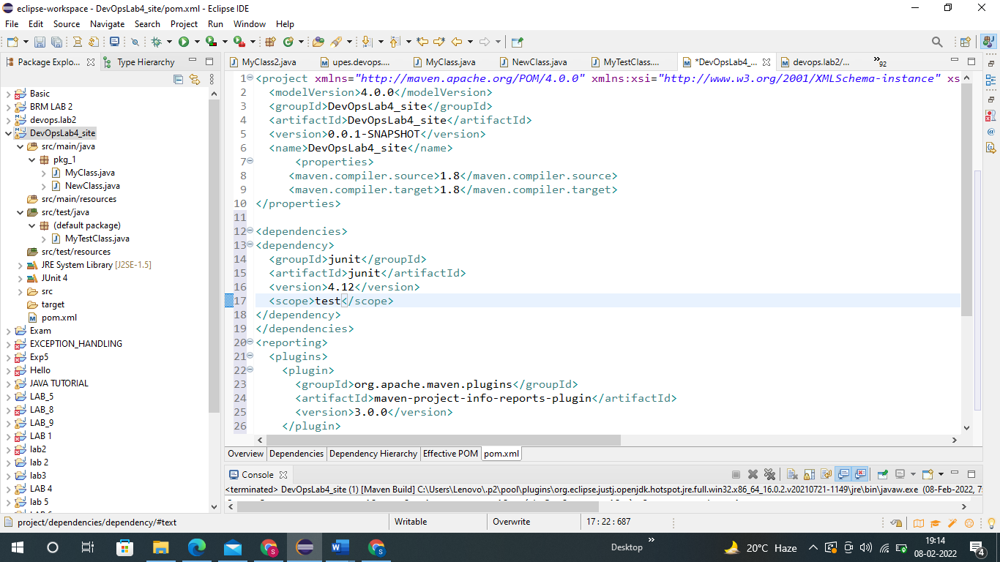 eclipse-workspace - DevOpsLab4_site/pom.xml - Eclipse IDE
File Edit Source Navigate Search Project Run Window Help
Package Explo... Type Hierarchy
MyClass2.java upes.devops.... MyClass.java NewClass.java MyTestClass.... *DevOpsLab4_... devops.lab2/... 92
Basic
BRM LAB 2
devops.lab2
DevOpsLab4_site
src/main/java
pkg_1
MyClass.java
NewClass.java
src/main/resources
src/test/java
(default package)
MyTestClass.java
src/test/resources
JRE System Library [J2SE-1.5]
JUnit 4
src
target
pom.xml
Exam
EXCEPTION_HANDLING
Exp5
Hello
JAVA TUTORIAL
LAB_5
LAB_8
LAB_9
LAB 1
lab2
lab 2
lab3
LAB 4
lab 5
1 <project xmlns="http://maven.apache.org/POM/4.0.0" xmlns:xsi="http://www.w3.org/2001/XMLSchema-instance" xs
2 <modelVersion>4.0.0</modelVersion>
3 <groupId>DevOpsLab4_site</groupId>
4 <artifactId>DevOpsLab4_site</artifactId>
5 <version>0.0.1-SNAPSHOT</version>
6 <name>DevOpsLab4_site</name>
7 <properties>
8 <maven.compiler.source>1.8</maven.compiler.source>
9 <maven.compiler.target>1.8</maven.compiler.target>
10 </properties>
11
12 <dependencies>
13 <dependency>
14 <groupId>junit</groupId>
15 <artifactId>junit</artifactId>
16 <version>4.12</version>
17 <scope>test</scope>
18 </dependency>
19 </dependencies>
20 <reporting>
21 <plugins>
22 <plugin>
23 <groupId>org.apache.maven.plugins</groupId>
24 <artifactId>maven-project-info-reports-plugin</artifactId>
25 <version>3.0.0</version>
26 </plugin>
Overview Dependencies Dependency Hierarchy Effective POM pom.xml
Console
<terminated> DevOpsLab4_site (1) [Maven Build] C:\Users\Lenovo\.p2\pool\plugins\org.eclipse.justj.openjdk.hotspot.jre.full.win32.x86_64_16.0.2.v20210721-1149\jre\bin\javaw.exe (08-Feb-2022, 7:
project/dependencies/dependency/#text Writable Overwrite 17 : 22 : 687
Desktop 20°C Haze 19:14
08-02-2022 4